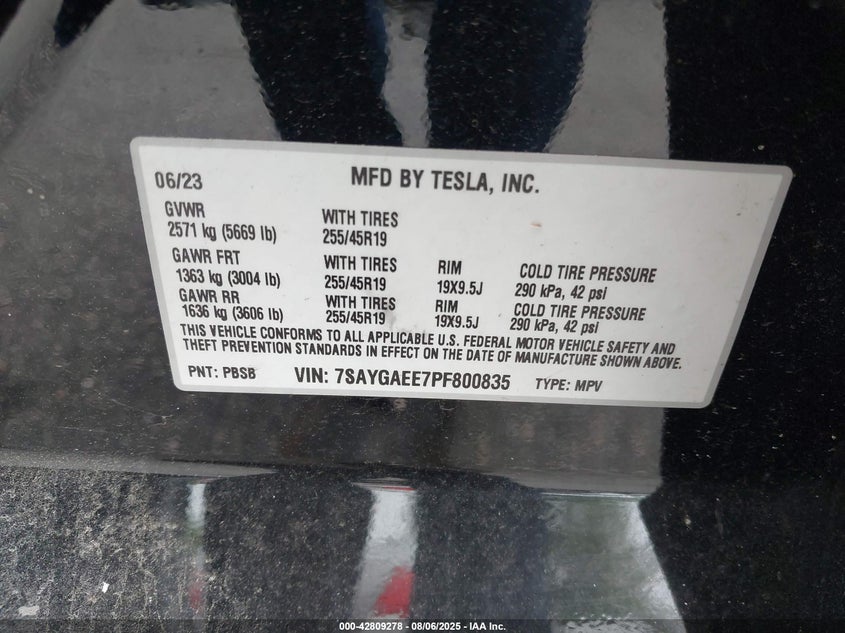 06/23 MFD BY TESLA, INC.
GVWR
2571 kg (5669 lb) WITH TIRES
255/45R19
GAWR FRT
1363 kg (3004 lb) WITH TIRES
255/45R19 RIM
19X9.5J COLD TIRE PRESSURE
290 kPa, 42 psi
GAWR RR
1636 kg (3606 lb) WITH TIRES
255/45R19 RIM
19X9.5J COLD TIRE PRESSURE
290 kPa, 42 psi
THIS VEHICLE CONFORMS TO ALL APPLICABLE U.S. FEDERAL MOTOR VEHICLE SAFETY AND
THEFT PREVENTION STANDARDS IN EFFECT ON THE DATE OF MANUFACTURE SHOWN ABOVE.
PNT: PBSB VIN: 7SAYGAEE7PF800835 TYPE: MPV
000-42809278 - 08/06/2025 - IAA Inc.